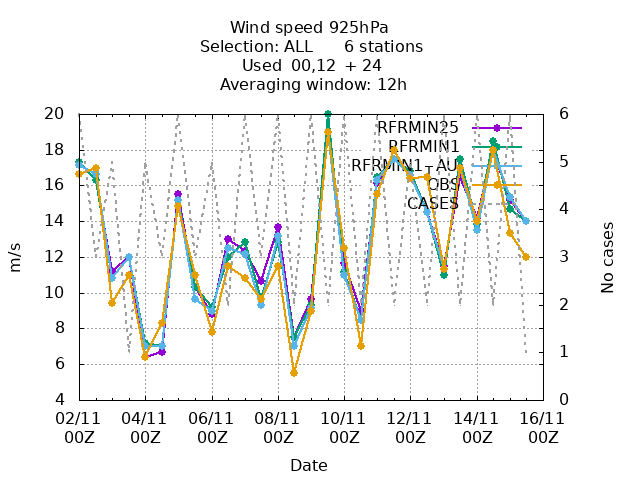 Wind speed 925hPa
Selection: ALL 6 stations
Used 00,12 + 24
Averaging window: 12h
RFRMIN25
RFRMIN1
RFRMIN1-AU
OBS
CASES
m/s
20
18
16
14
12
10
8
6
4
No cases
6
5
4
3
2
1
0
02/11 04/11 06/11 08/11 10/11 12/11 14/11 16/11
00Z 00Z 00Z 00Z 00Z 00Z 00Z 00Z
Date